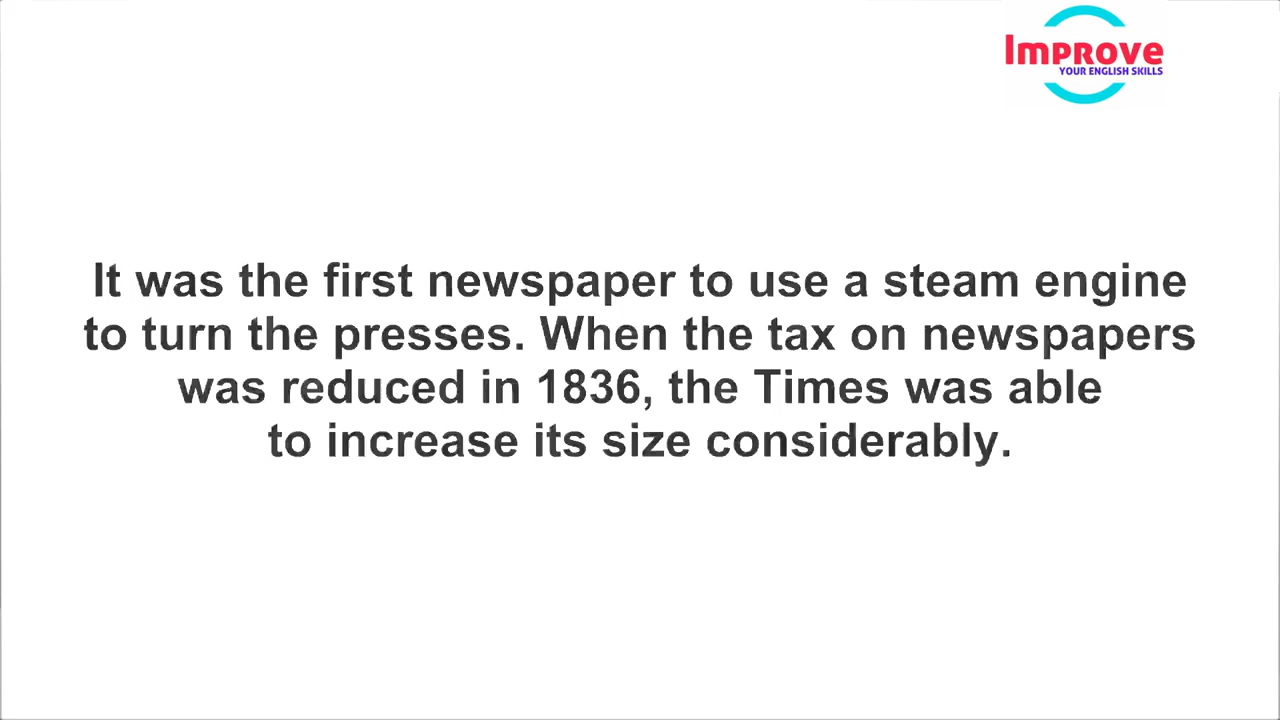 Improve
YOUR ENGLISH SKILLS
It was the first newspaper to use a steam engine
to turn the presses. When the tax on newspapers
was reduced in 1836, the Times was able
to increase its size considerably.